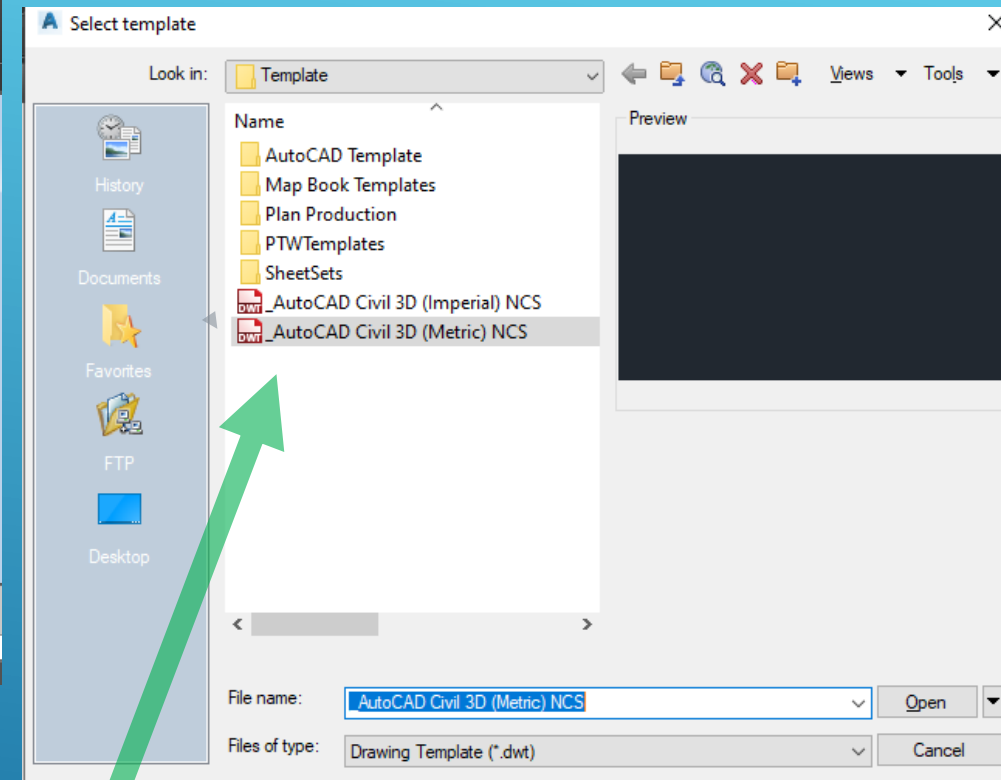 Select template
Look in:
Template
Views
Tools
Name
Preview
AutoCAD Template
Map Book Templates
Plan Production
PTWTemplates
SheetSets
DWT _AutoCAD Civil 3D (Imperial) NCS
DWT _AutoCAD Civil 3D (Metric) NCS
History
Documents
Favorites
FTP
Desktop
File name:
_AutoCAD Civil 3D (Metric) NCS
Open
Files of type:
Drawing Template (*.dwt)
Cancel